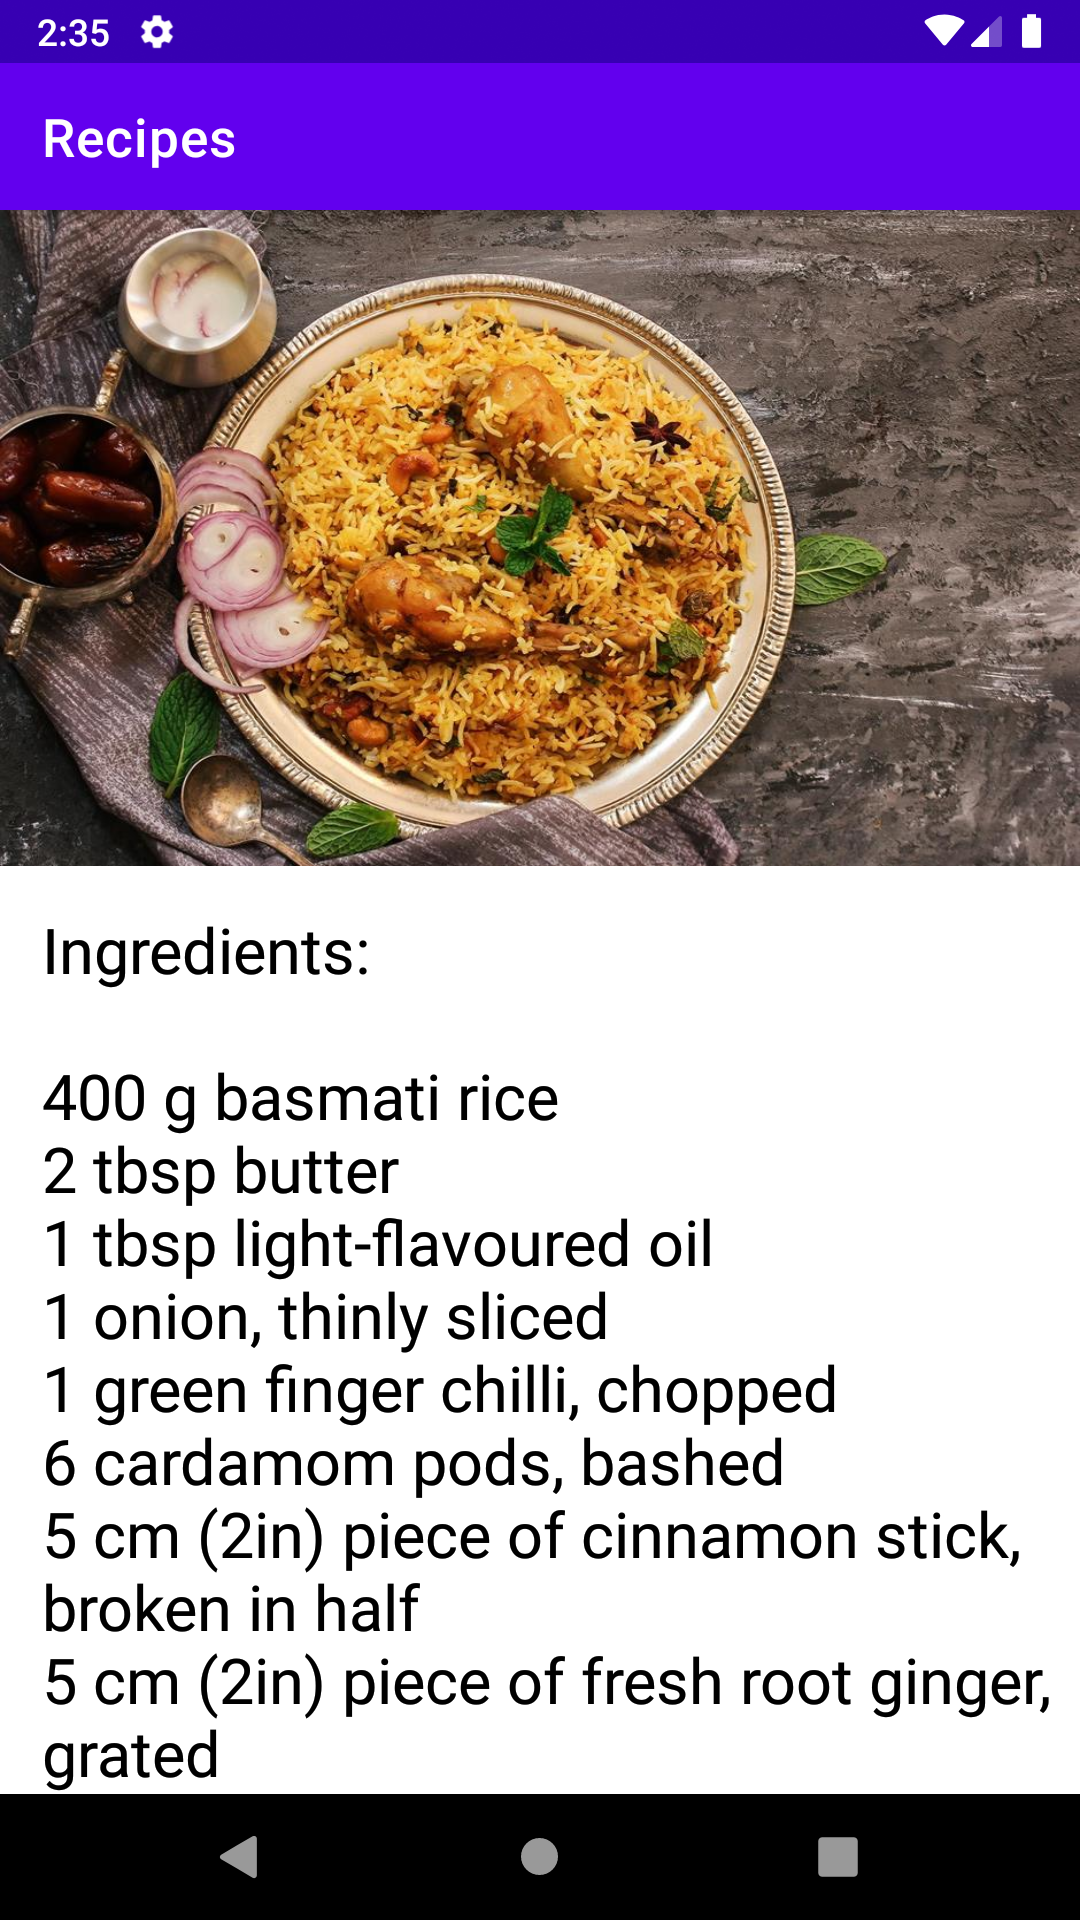 2:35
Recipes
Ingredients:
400 g basmati rice
2 tbsp butter
1 tbsp light-flavoured oil
1 onion, thinly sliced
1 green finger chilli, chopped
6 cardamom pods, bashed
5 cm (2in) piece of cinnamon stick,
broken in half
5 cm (2in) piece of fresh root ginger,
grated